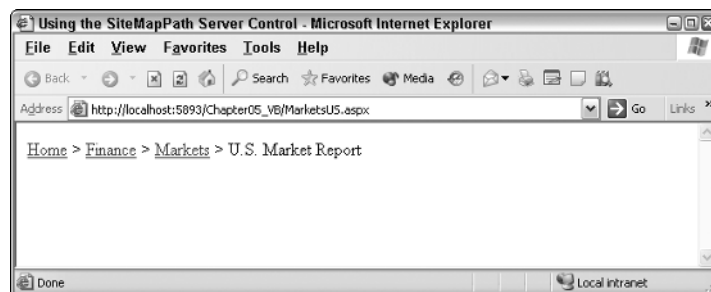 Using the SiteMapPath Server Control - Microsoft Internet Explorer
File Edit View Favorites Tools Help
Back Search Favorites Media
Address http://localhost:5893/Chapter05_VB/MarketsUS.aspx Go Links »
Home > Finance > Markets > U.S. Market Report
Done Local intranet